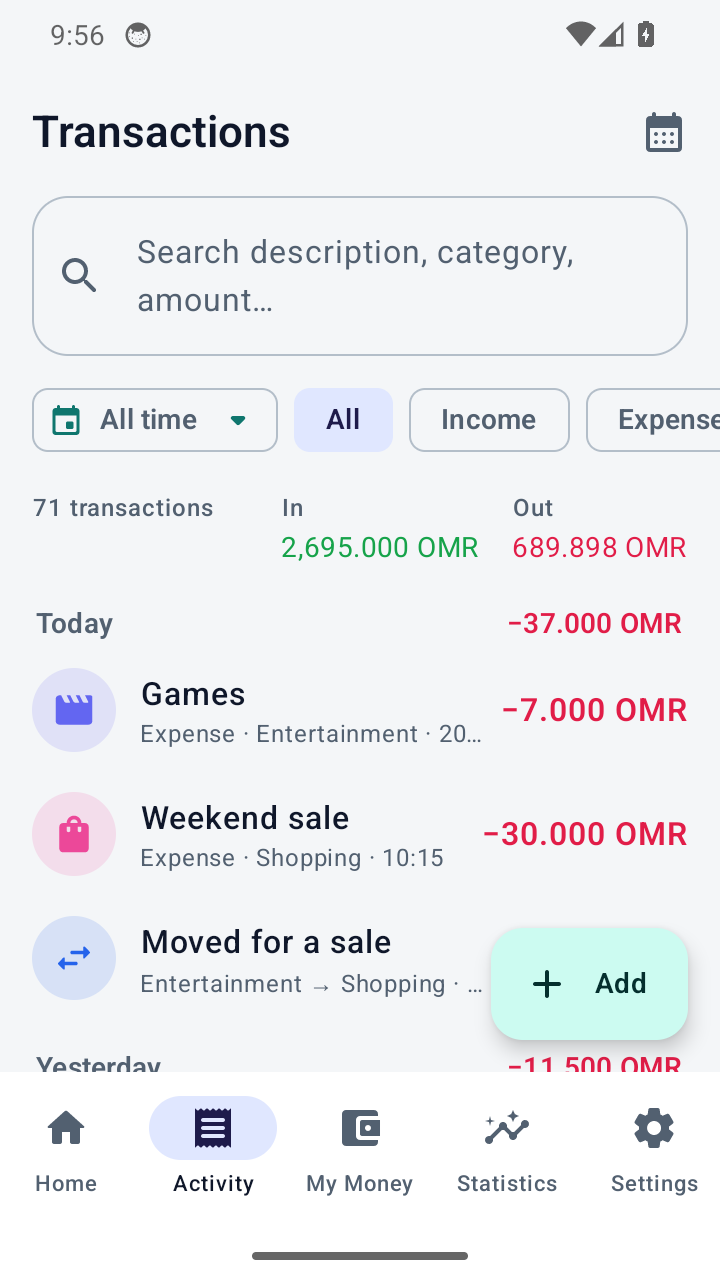 9:56
Transactions
Search description, category,
amount…
All time
All
Income
Expense
71 transactions
In
2,695.000 OMR
Out
689.898 OMR
Today
−37.000 OMR
Games
Expense · Entertainment · 20…
−7.000 OMR
Weekend sale
Expense · Shopping · 10:15
−30.000 OMR
Moved for a sale
Entertainment → Shopping · …
Add
Yesterday
−11.500 OMR
Home
Activity
My Money
Statistics
Settings